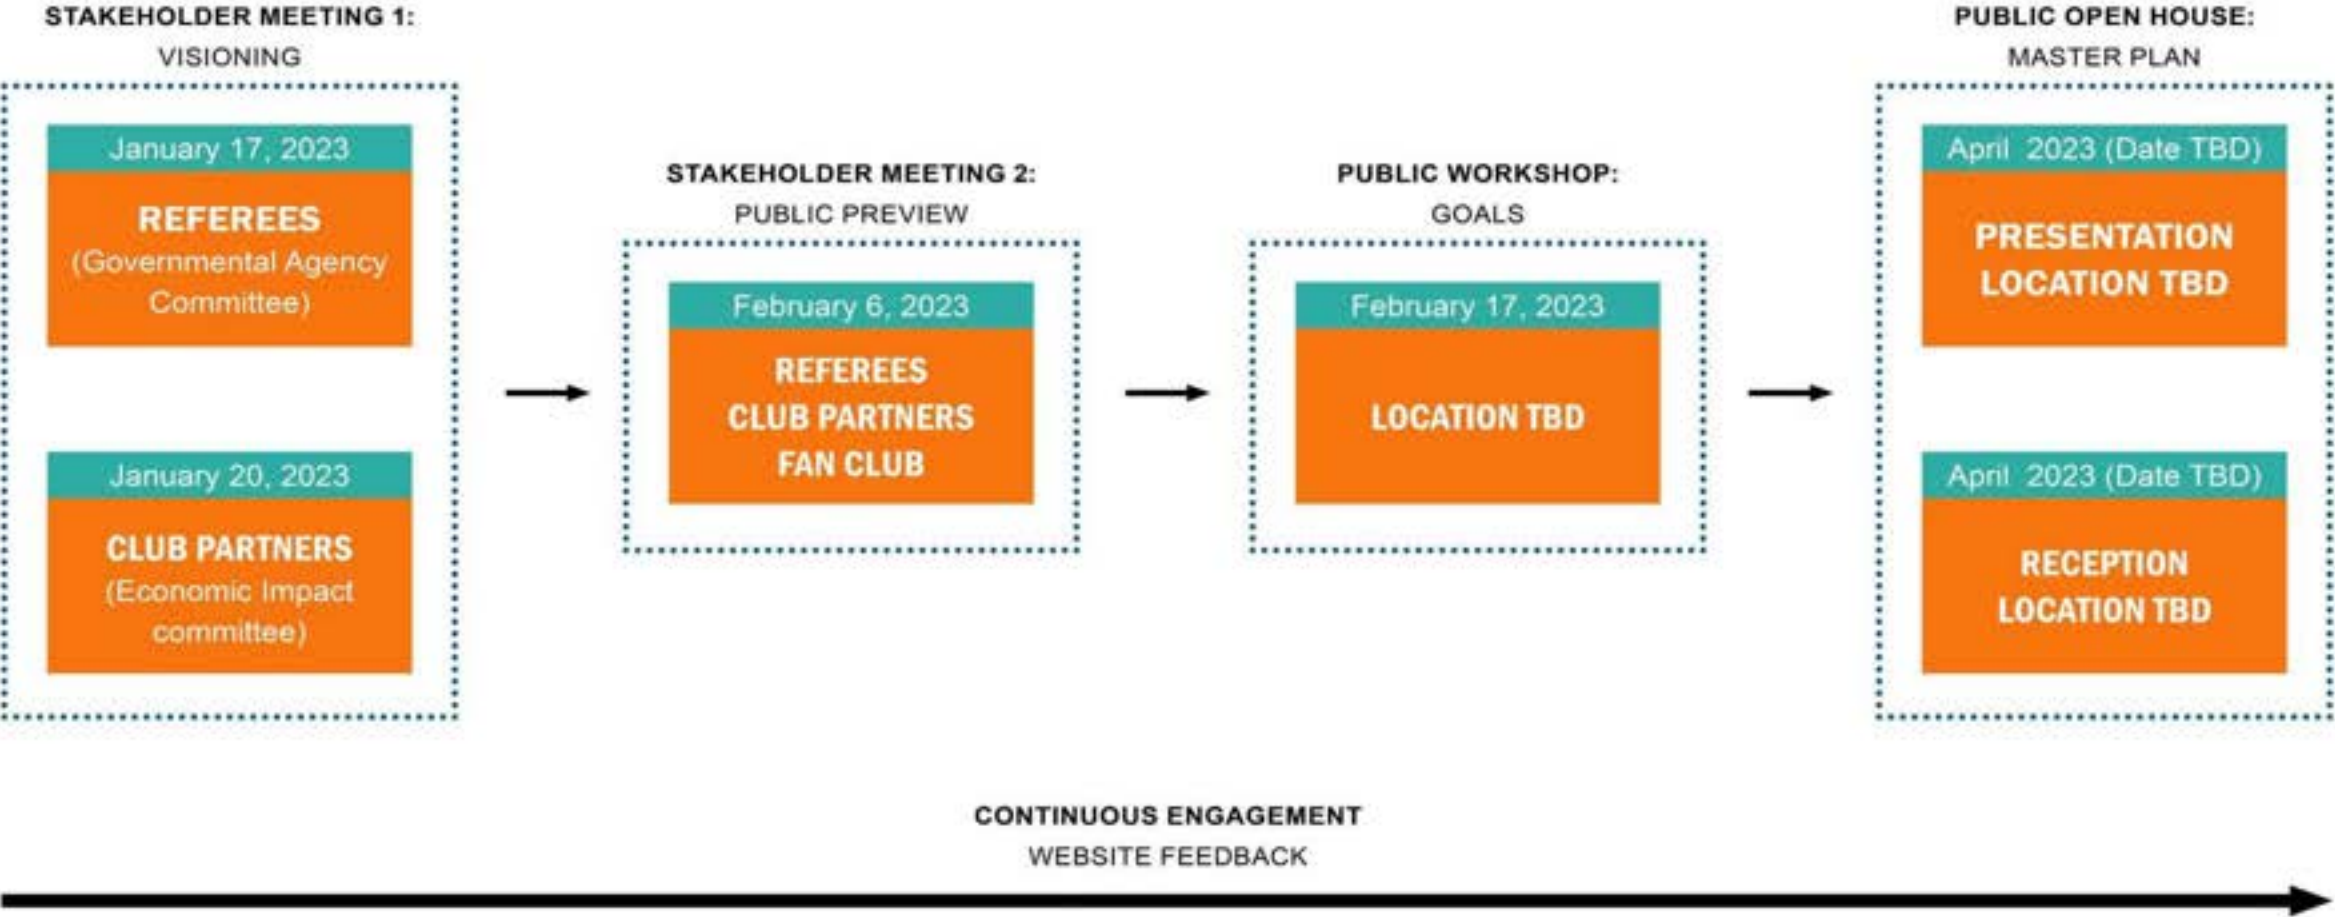 STAKEHOLDER MEETING 1:
VISIONING
January 17, 2023
REFEREES
(Governmental Agency
Committee)
January 20, 2023
CLUB PARTNERS
(Economic Impact
committee)
STAKEHOLDER MEETING 2:
PUBLIC PREVIEW
February 6, 2023
REFEREES
CLUB PARTNERS
FAN CLUB
PUBLIC WORKSHOP:
GOALS
February 17, 2023
LOCATION TBD
PUBLIC OPEN HOUSE:
MASTER PLAN
April 2023 (Date TBD)
PRESENTATION
LOCATION TBD
April 2023 (Date TBD)
RECEPTION
LOCATION TBD
CONTINUOUS ENGAGEMENT
WEBSITE FEEDBACK